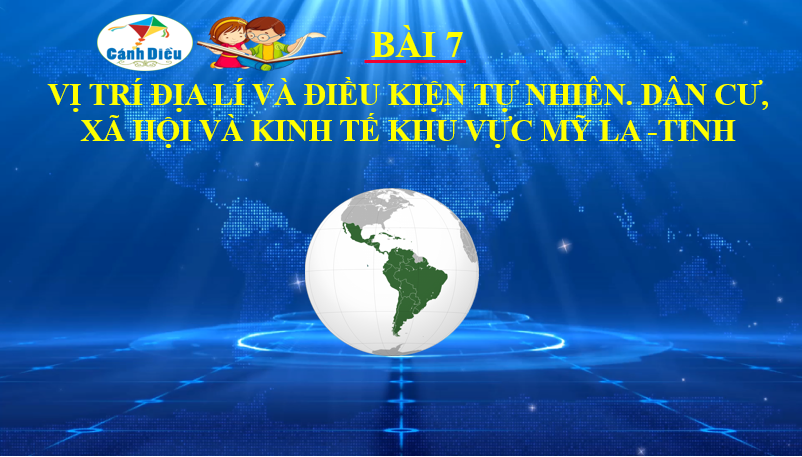 Cánh Diều
BÀI 7
VỊ TRÍ ĐỊA LÍ VÀ ĐIỀU KIỆN TỰ NHIÊN. DÂN CƯ,
XÃ HỘI VÀ KINH TẾ KHU VỰC MỸ LA -TINH